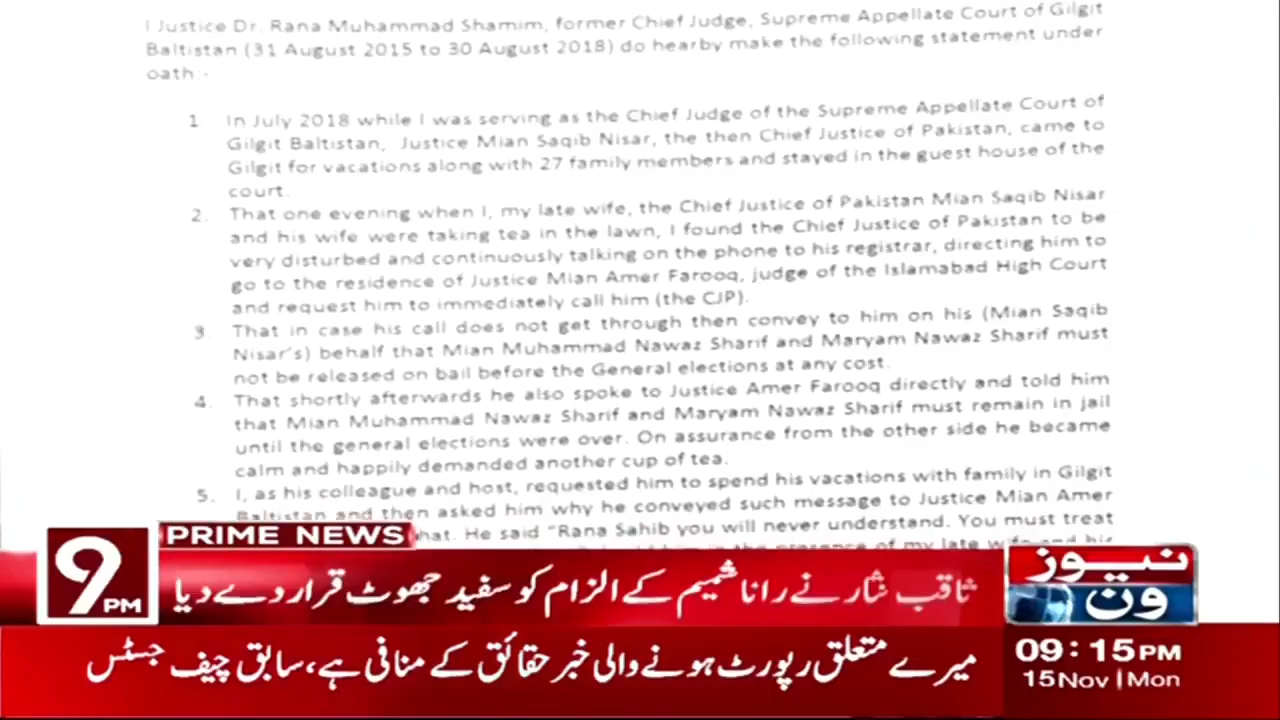 I Justice Dr. Rana Muhammad Shamim, former Chief Judge, Supreme Appellate Court of Gilgit
Baltistan (31 August 2015 to 30 August 2018) do hearby make the following statement under
oath:-
1. In July 2018 while I was serving as the Chief Judge of the Supreme Appellate Court of
Gilgit Baltistan, Justice Mian Saqib Nisar, the then Chief Justice of Pakistan, came to
Gilgit for vacations along with 27 family members and stayed in the guest house of the
court.
2. That one evening when I, my late wife, the Chief Justice of Pakistan Mian Saqib Nisar
and his wife were taking tea in the lawn, I found the Chief Justice of Pakistan to be
very disturbed and continuously talking on the phone to his registrar, directing him to
go to the residence of Justice Mian Amer Farooq, judge of the Islamabad High Court
and request him to immediately call him (the CJP).
3. That in case his call does not get through then convey to him on his (Mian Saqib
Nisar's) behalf that Mian Muhammad Nawaz Sharif and Maryam Nawaz Sharif must
not be released on bail before the General elections at any cost.
4. That shortly afterwards he also spoke to Justice Amer Farooq directly and told him
that Mian Muhammad Nawaz Sharif and Maryam Nawaz Sharif must remain in jail
until the general elections were over. On assurance from the other side he became
calm and happily demanded another cup of tea.
5. I, as his colleague and host, requested him to spend his vacations with family in Gilgit
Baltistan and then asked him why he conveyed such message to Justice Mian Amer
hat. He said "Rana Sahib you will never understand. You must treat
in the presence of my late wife and his
PRIME NEWS
9 PM
ثاقب نثار نے رانا شمیم کے الزام کو سفید جھوٹ قرار دے دیا
میرے متعلق رپورٹ ہونے والی خبر حقائق کے منافی ہے، سابق چیف جسٹس
نیوز
ون
09:15PM
15Nov | Mon